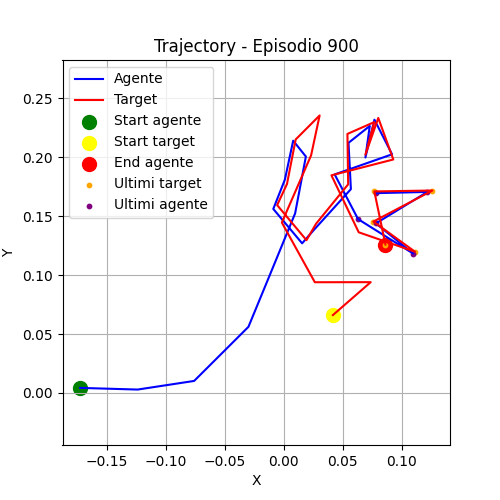 Trajectory - Episodio 900
Agente
Target
Start agente
Start target
End agente
Ultimi target
Ultimi agente
Y
0.25
0.20
0.15
0.10
0.05
0.00
−0.15
−0.10
−0.05
0.00
0.05
0.10
X